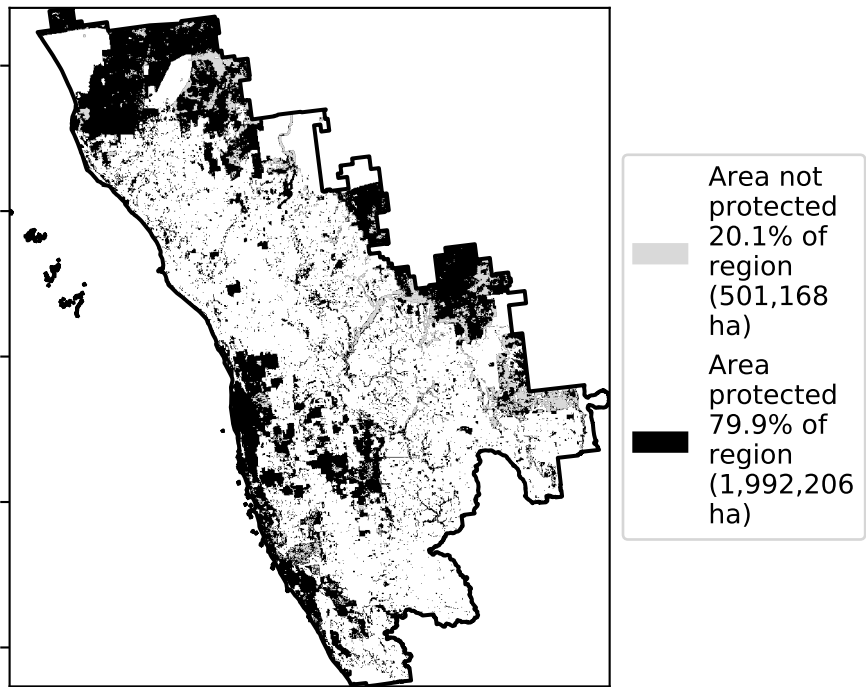 Area not
protected
20.1% of
region
(501,168
ha)
Area
protected
79.9% of
region
(1,992,206
ha)